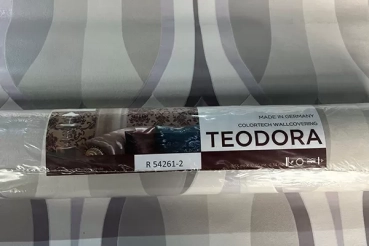 MADE IN GERMANY
COLORTECH WALLCOVERING
TEODORA
R 54261-2